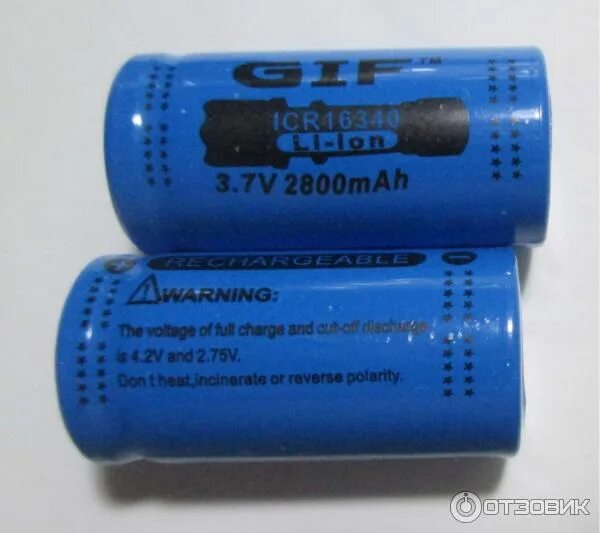 GIF™
ICR16340
Li-Ion
3.7V 2800mAh
RECHARGEABLE
WARNING:
The voltage of full charge and cut-off discharge
is 4.2V and 2.75V.
Don t heat,incinerate or reverse polarity.
ОТЗОВИК